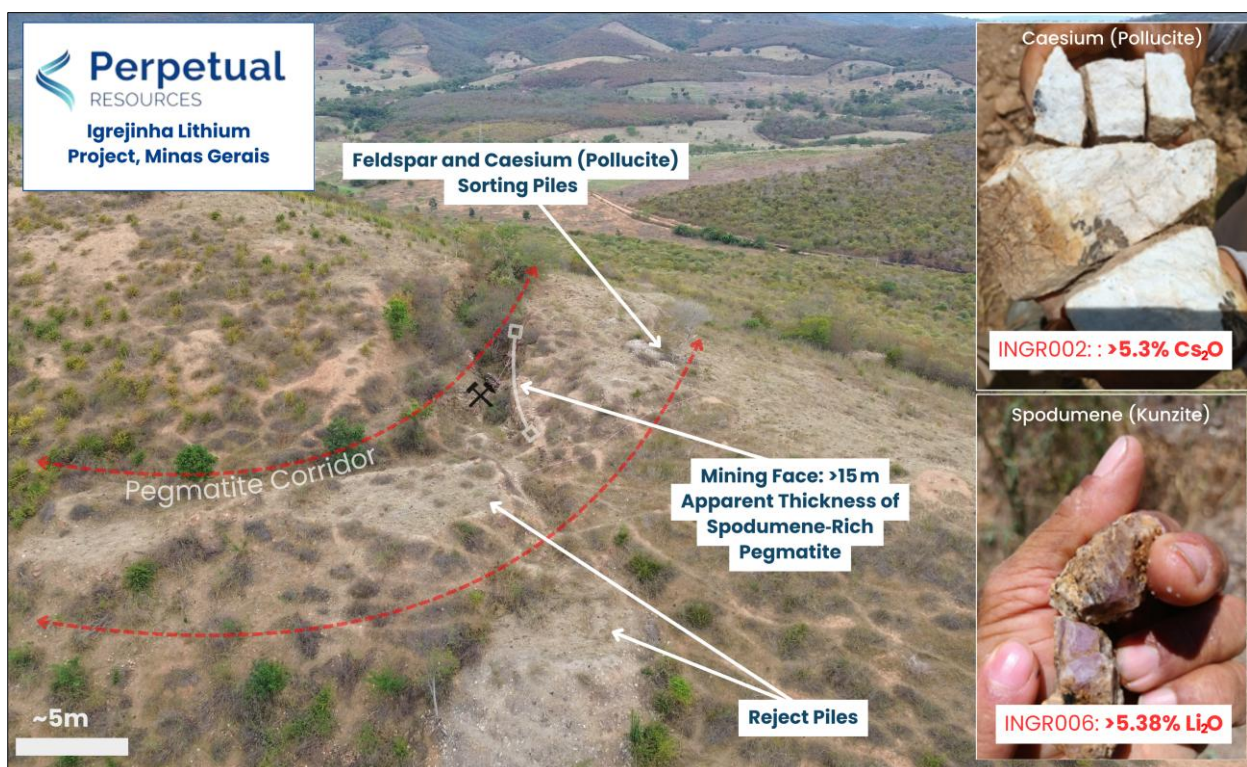 Perpetual
RESOURCES
Igrejinha Lithium
Project, Minas Gerais
Feldspar and Caesium (Pollucite)
Sorting Piles
Pegmatite Corridor
Mining Face: >15 m
Apparent Thickness of
Spodumene-Rich
Pegmatite
Reject Piles
~5m
Caesium (Pollucite)
INGR002: : >5.3% Cs₂O
Spodumene (Kunzite)
INGR006: >5.38% Li₂O